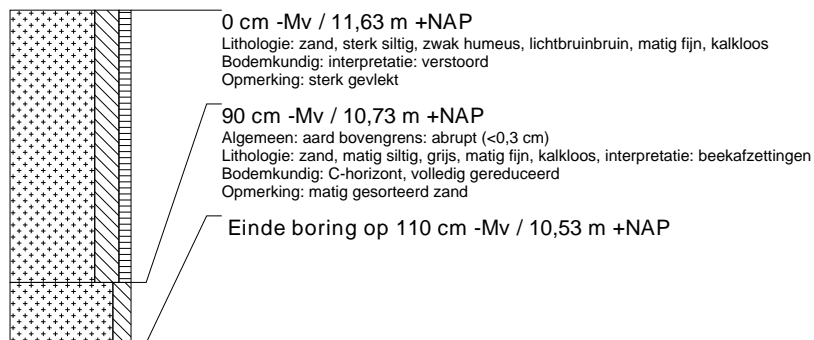 0 cm -Mv / 11,63 m +NAP
Lithologie: zand, sterk siltig, zwak humeus, lichtbruinbruin, matig fijn, kalkloos
Bodemkundig: interpretatie: verstoord
Opmerking: sterk gevlekt
90 cm -Mv / 10,73 m +NAP
Algemeen: aard bovengrens: abrupt (<0,3 cm)
Lithologie: zand, matig siltig, grijs, matig fijn, kalkloos, interpretatie: beekafzettingen
Bodemkundig: C-horizont, volledig gereduceerd
Opmerking: matig gesorteerd zand
Einde boring op 110 cm -Mv / 10,53 m +NAP